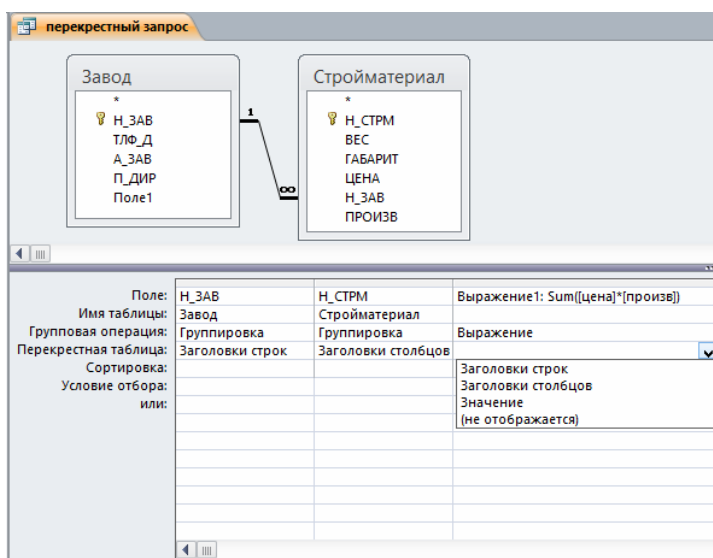 перекрестный запрос
Завод
*
Н_ЗАВ
ТЛФ_Д
А_ЗАВ
П_ДИР
Поле1
1
∞
Стройматериал
*
Н_СТРМ
ВЕС
ГАБАРИТ
ЦЕНА
Н_ЗАВ
ПРОИЗВ
Поле: Н_ЗАВ Н_СТРМ Выражение1: Sum([цена]*[произв])
Имя таблицы: Завод Стройматериал
Групповая операция: Группировка Группировка Выражение
Перекрестная таблица: Заголовки строк Заголовки столбцов
Сортировка:
Условие отбора:
или:
Заголовки строк
Заголовки столбцов
Значение
(не отображается)